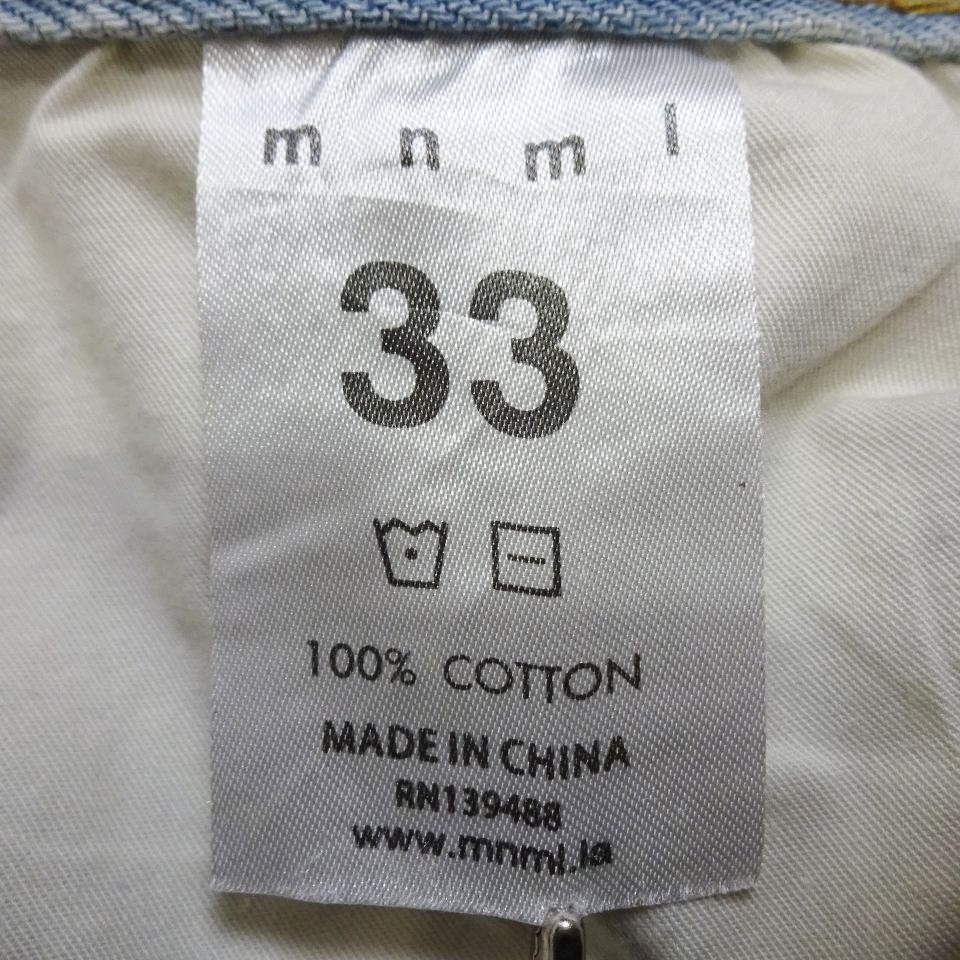 m n m l
33
100% COTTON
MADE IN CHINA
RN139488
www.mnml.la